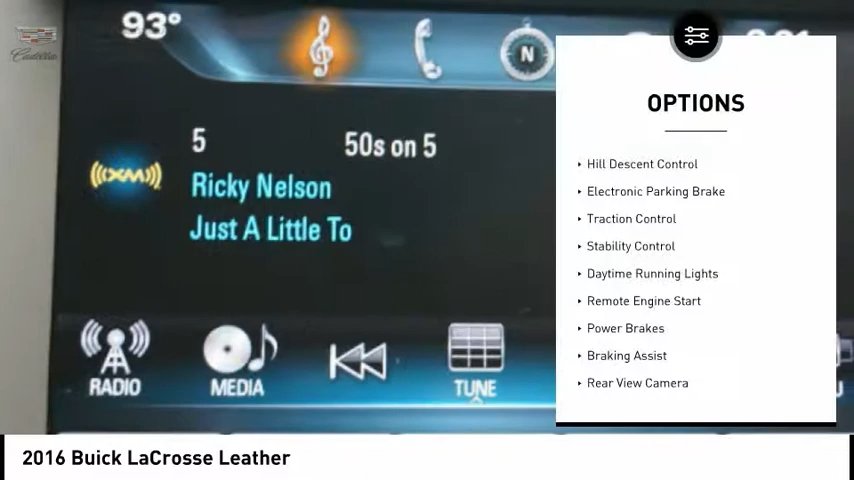 Cadillac
93°
N
5
50s on 5
((XM))
Ricky Nelson
Just A Little To
RADIO
MEDIA
TUNE
OPTIONS
Hill Descent Control
Electronic Parking Brake
Traction Control
Stability Control
Daytime Running Lights
Remote Engine Start
Power Brakes
Braking Assist
Rear View Camera
2016 Buick LaCrosse Leather